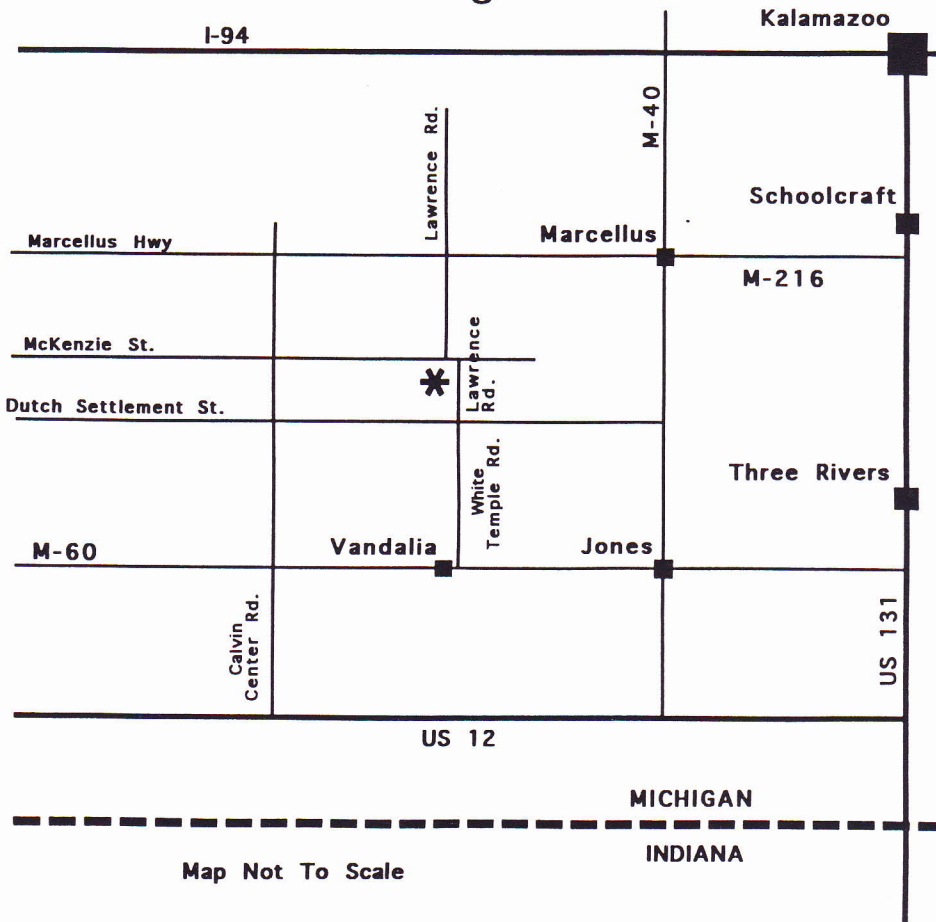 Kalamazoo
I-94
M-40
Lawrence Rd.
Schoolcraft
Marcellus
Marcellus Hwy
M-216
McKenzie St.
Lawrence
Rd.
Dutch Settlement St.
White
Temple Rd.
Three Rivers
M-60
Vandalia
Jones
Calvin
Center Rd.
US 131
US 12
MICHIGAN
INDIANA
Map Not To Scale